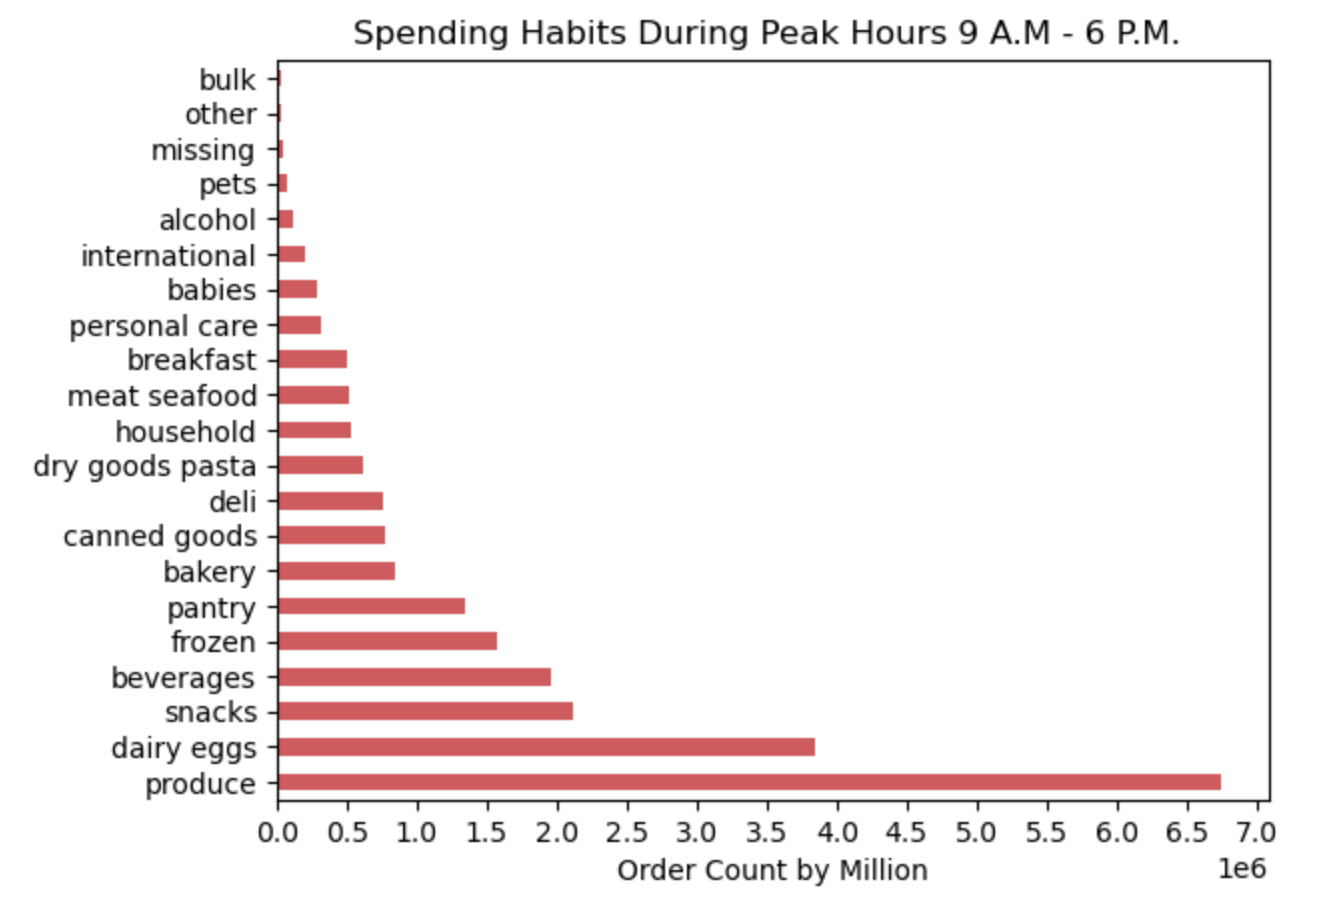 Spending Habits During Peak Hours 9 A.M - 6 P.M.
bulk
other
missing
pets
alcohol
international
babies
personal care
breakfast
meat seafood
household
dry goods pasta
deli
canned goods
bakery
pantry
frozen
beverages
snacks
dairy eggs
produce
0.0 0.5 1.0 1.5 2.0 2.5 3.0 3.5 4.0 4.5 5.0 5.5 6.0 6.5 7.0
Order Count by Million 1e6